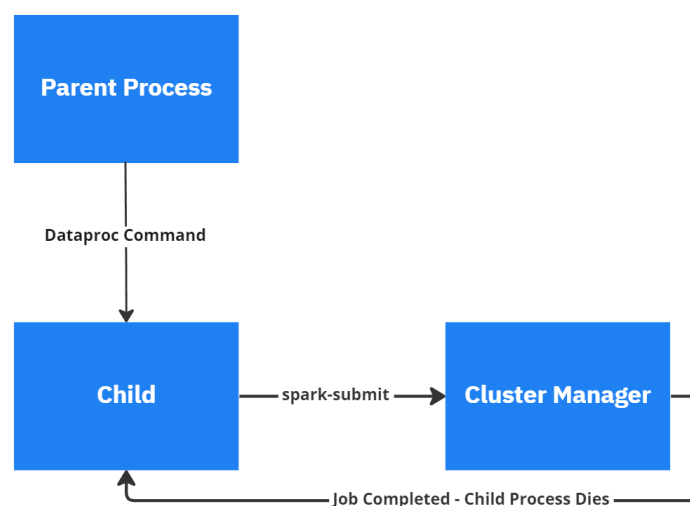 Parent Process
Dataproc Command
Child
spark-submit
Cluster Manager
Job Completed - Child Process Dies